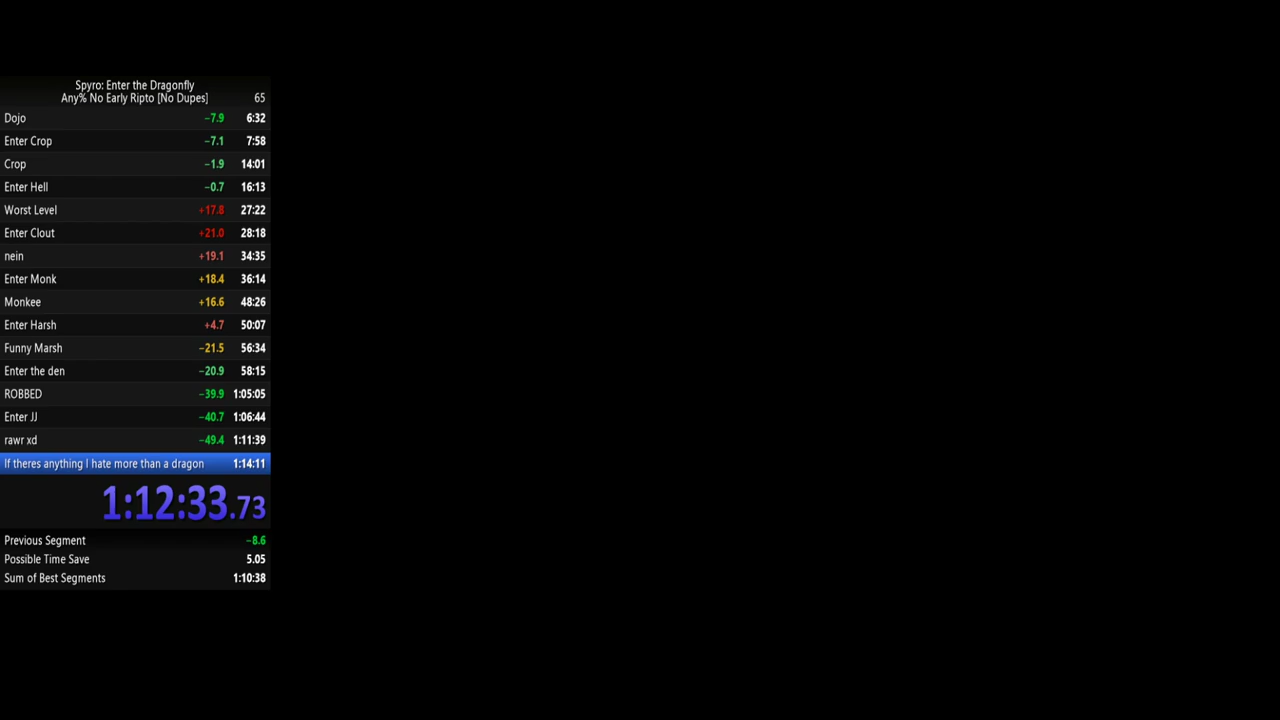 Spyro: Enter the Dragonfly
Any% No Early Ripto [No Dupes] 65
Dojo −7.9 6:32
Enter Crop −7.1 7:58
Crop −1.9 14:01
Enter Hell −0.7 16:13
Worst Level +17.8 27:22
Enter Clout +21.0 28:18
nein +19.1 34:35
Enter Monk +18.4 36:14
Monkee +16.6 48:26
Enter Harsh +4.7 50:07
Funny Marsh −21.5 56:34
Enter the den −20.9 58:15
ROBBED −39.9 1:05:05
Enter JJ −40.7 1:06:44
rawr xd −49.4 1:11:39
If theres anything I hate more than a dragon 1:14:11
1:12:33.73
Previous Segment −8.6
Possible Time Save 5.05
Sum of Best Segments 1:10:38